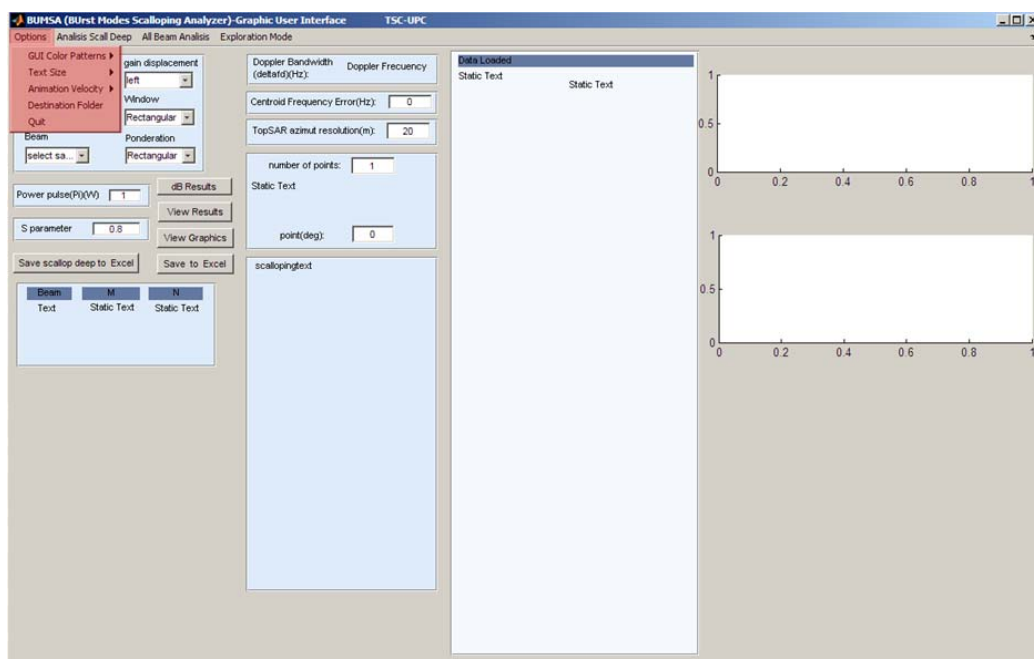 BUMSA (BUrst Modes Scalloping Analyzer)-Graphic User Interface TSC-UPC
Options Analisis Scall Deep All Beam Analisis Exploration Mode
GUI Color Patterns
Text Size
Animation Velocity
Destination Folder
Quit
gain displacement
left
Window
Rectangular
Beam
Ponderation
select sa...
Rectangular
Power pulse(Pi)(W) 1
S parameter 0.8
dB Results
View Results
View Graphics
Save scallop deep to Excel
Save to Excel
Beam M N
Text Static Text Static Text
Doppler Bandwidth
(deltafd)(Hz):
Doppler Frecuency
Centroid Frequency Error(Hz): 0
TopSAR azimut resolution(m): 20
number of points: 1
Static Text
point(deg): 0
scallopingtext
Data Loaded
Static Text
Static Text
1
0.5
0
0 0.2 0.4 0.6 0.8 1
1
0.5
0
0 0.2 0.4 0.6 0.8 1